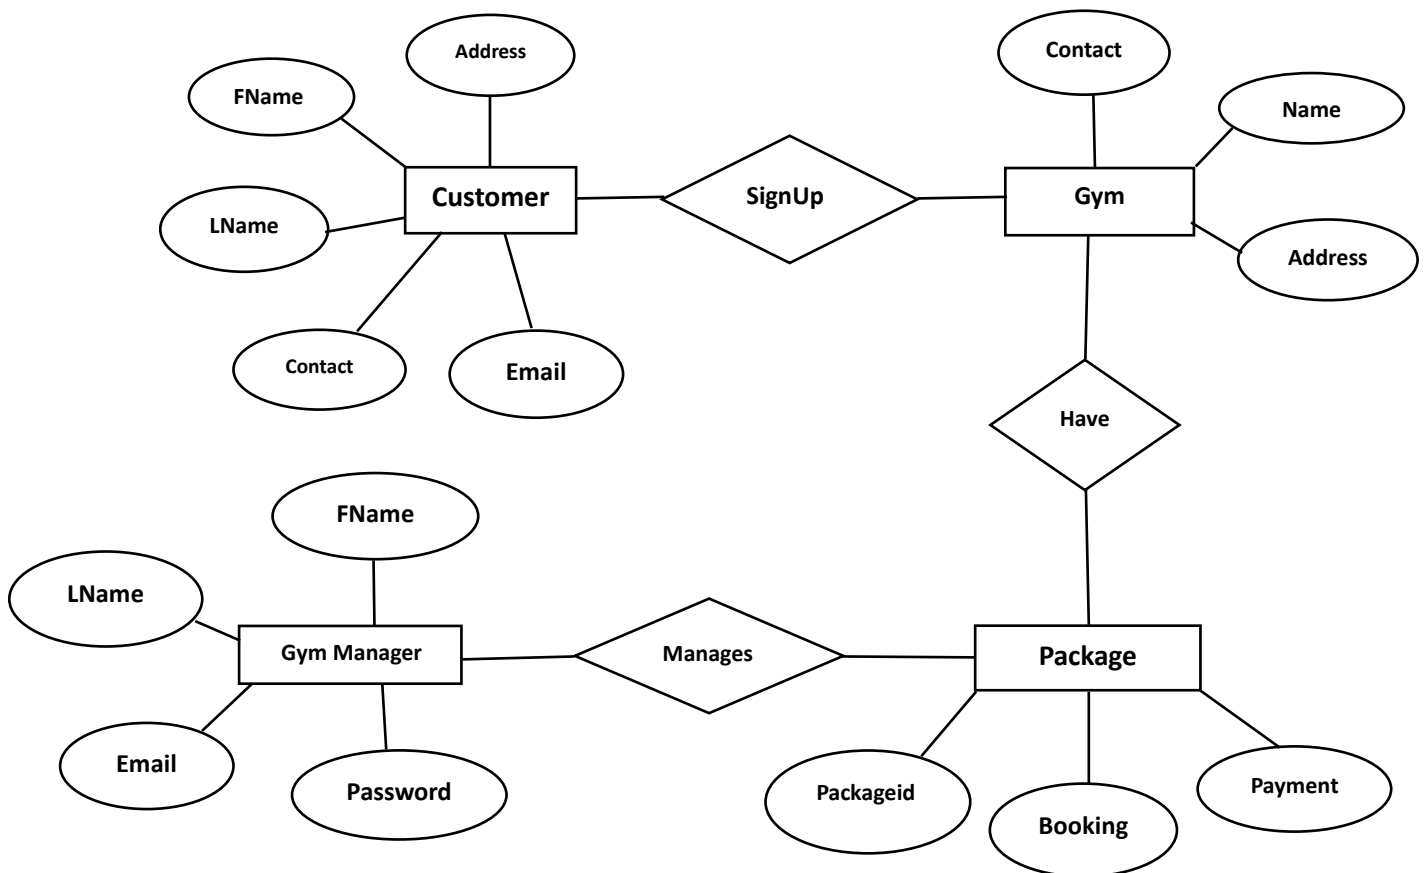 Address
Contact
FName
Name
Customer
SignUp
Gym
LName
Address
Contact
Email
Have
FName
LName
Gym Manager
Manages
Package
Email
Password
Packageid
Booking
Payment